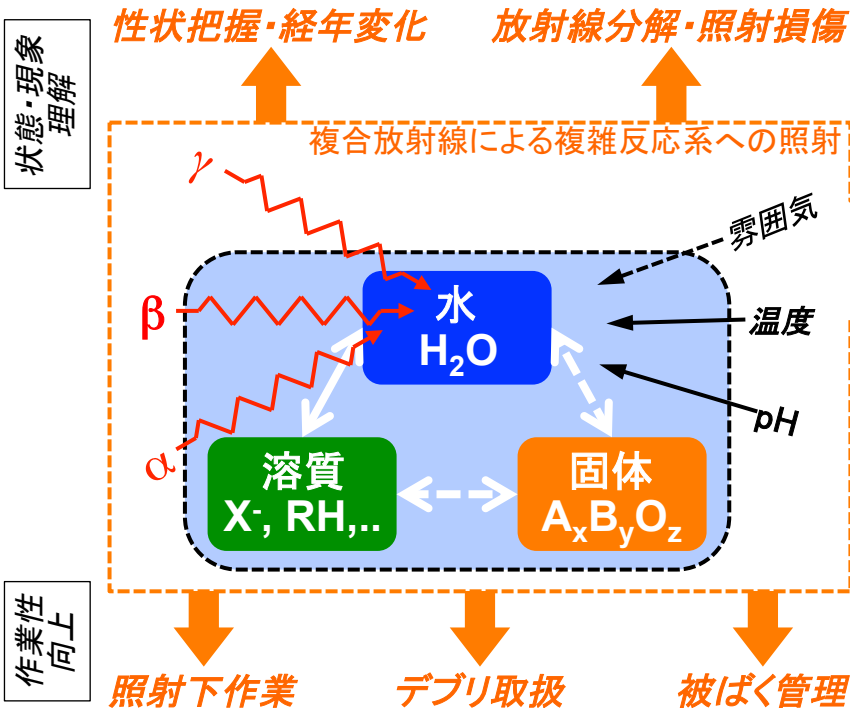 性状把握・経年変化
放射線分解・照射損傷
状態・現象
理解
複合放射線による複雑反応系への照射
γ
β
α
雰囲気
温度
pH
水
H₂O
溶質
X⁻, RH,..
固体
AₓBᵧO_z
作業性
向上
照射下作業
デブリ取扱
被ばく管理